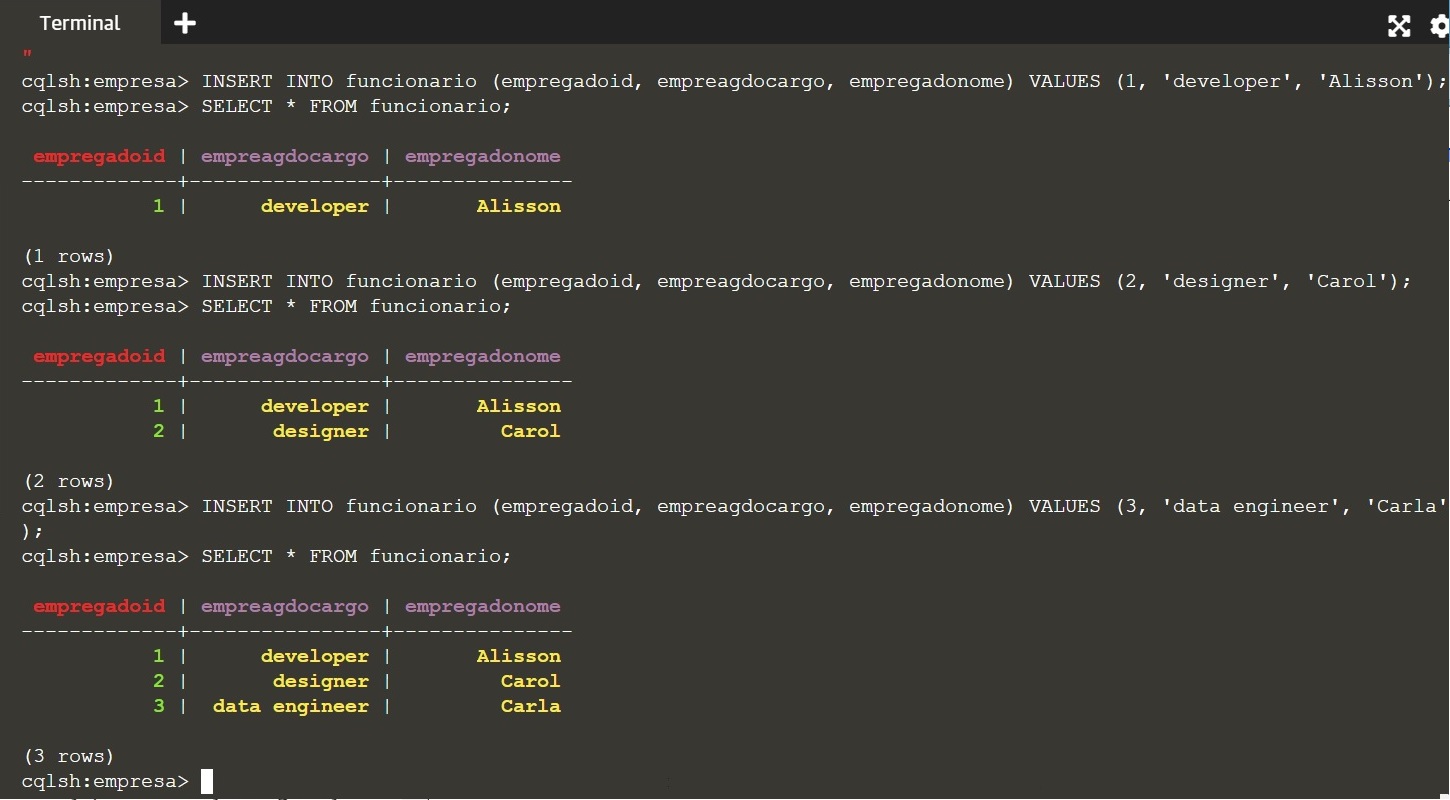 Terminal
"
cqlsh:empresa> INSERT INTO funcionario (empregadoid, empreagdocargo, empregadonome) VALUES (1, 'developer', 'Alisson');
cqlsh:empresa> SELECT * FROM funcionario;
empregadoid | empreagdocargo | empregadonome
-------------+----------------+---------------
1 | developer | Alisson
(1 rows)
cqlsh:empresa> INSERT INTO funcionario (empregadoid, empreagdocargo, empregadonome) VALUES (2, 'designer', 'Carol');
cqlsh:empresa> SELECT * FROM funcionario;
empregadoid | empreagdocargo | empregadonome
-------------+----------------+---------------
1 | developer | Alisson
2 | designer | Carol
(2 rows)
cqlsh:empresa> INSERT INTO funcionario (empregadoid, empreagdocargo, empregadonome) VALUES (3, 'data engineer', 'Carla'
);
cqlsh:empresa> SELECT * FROM funcionario;
empregadoid | empreagdocargo | empregadonome
-------------+----------------+---------------
1 | developer | Alisson
2 | designer | Carol
3 | data engineer | Carla
(3 rows)
cqlsh:empresa>